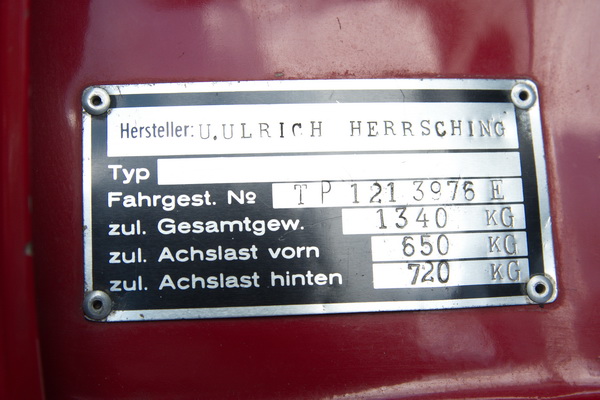 Hersteller: U.ULRICH HERRSCHING
Typ
Fahrgest. No TP 121 3976 E
zul. Gesamtgew. 1340 KG
zul. Achslast vorn 650 KG
zul. Achslast hinten 720 KG